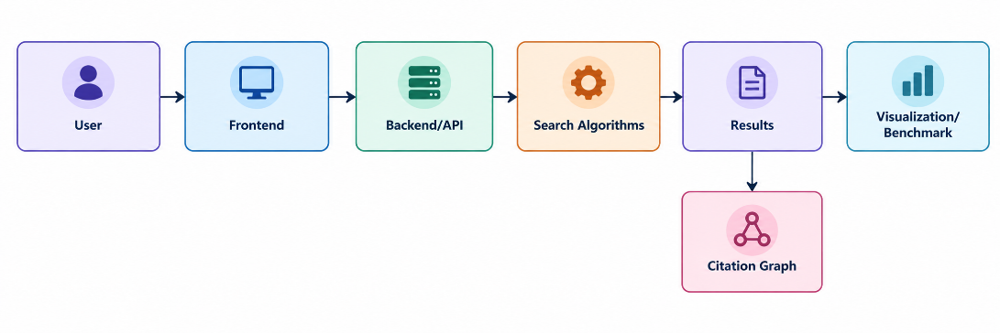 User
Frontend
Backend/API
Search Algorithms
Results
Visualization/
Benchmark
Citation Graph